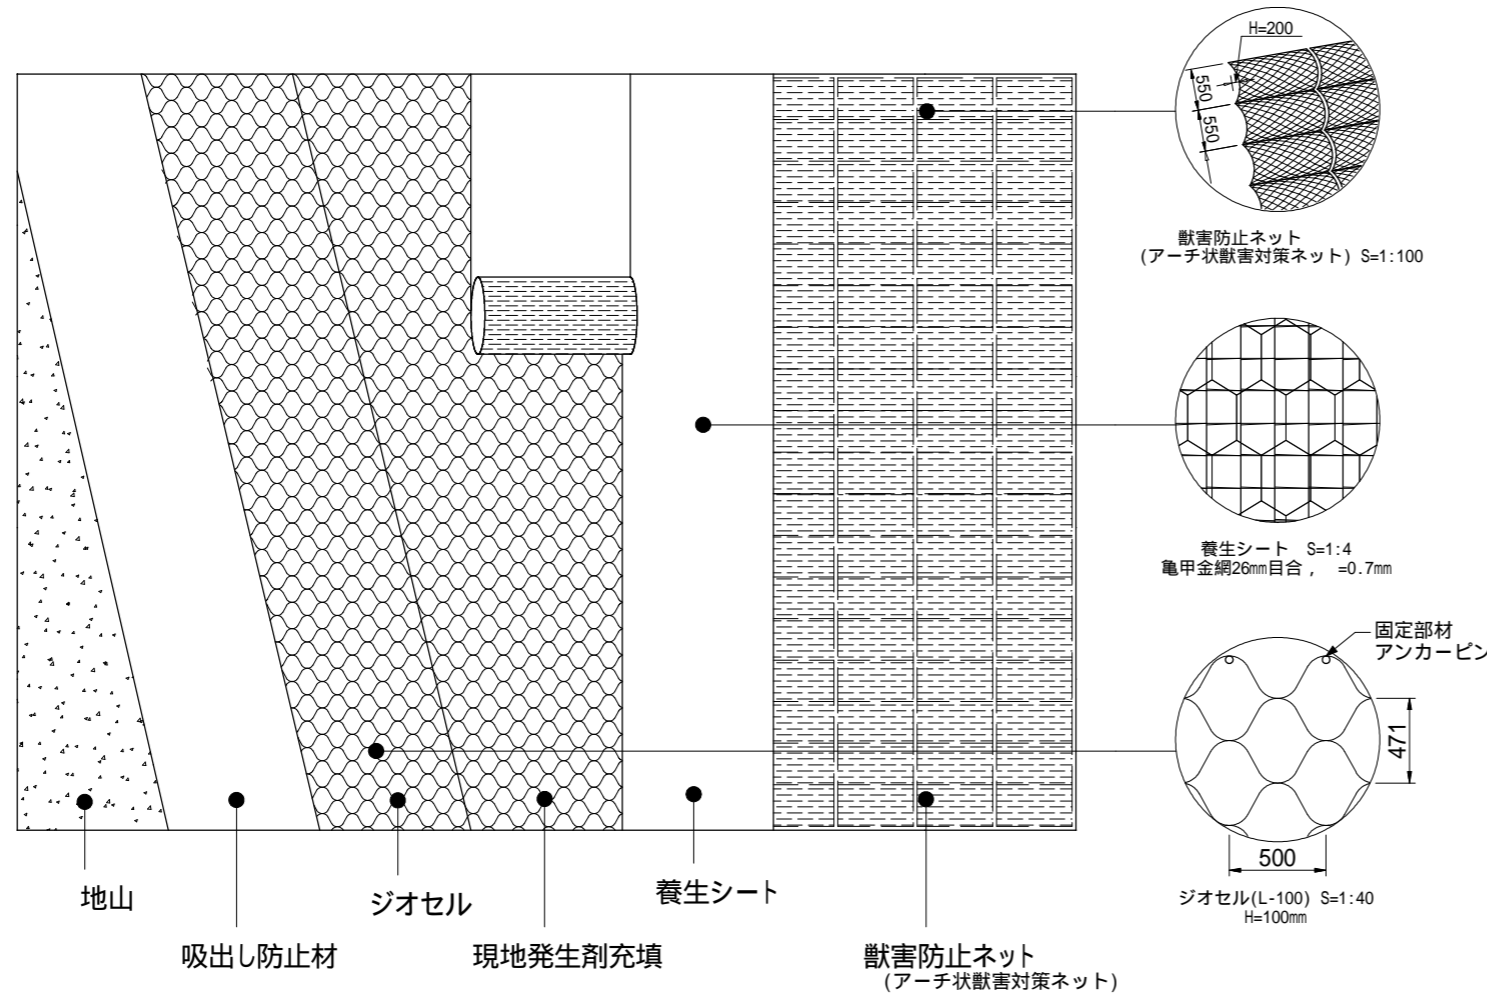 H=200
550
550
獣害防止ネット
(アーチ状獣害対策ネット) S=1:100
養生シート S=1:4
亀甲金網26mm目合, =0.7mm
固定部材
アンカーピン
471
500
ジオセル(L-100) S=1:40
H=100mm
地山
吸出し防止材
ジオセル
現地発生剤充填
養生シート
獣害防止ネット
(アーチ状獣害対策ネット)